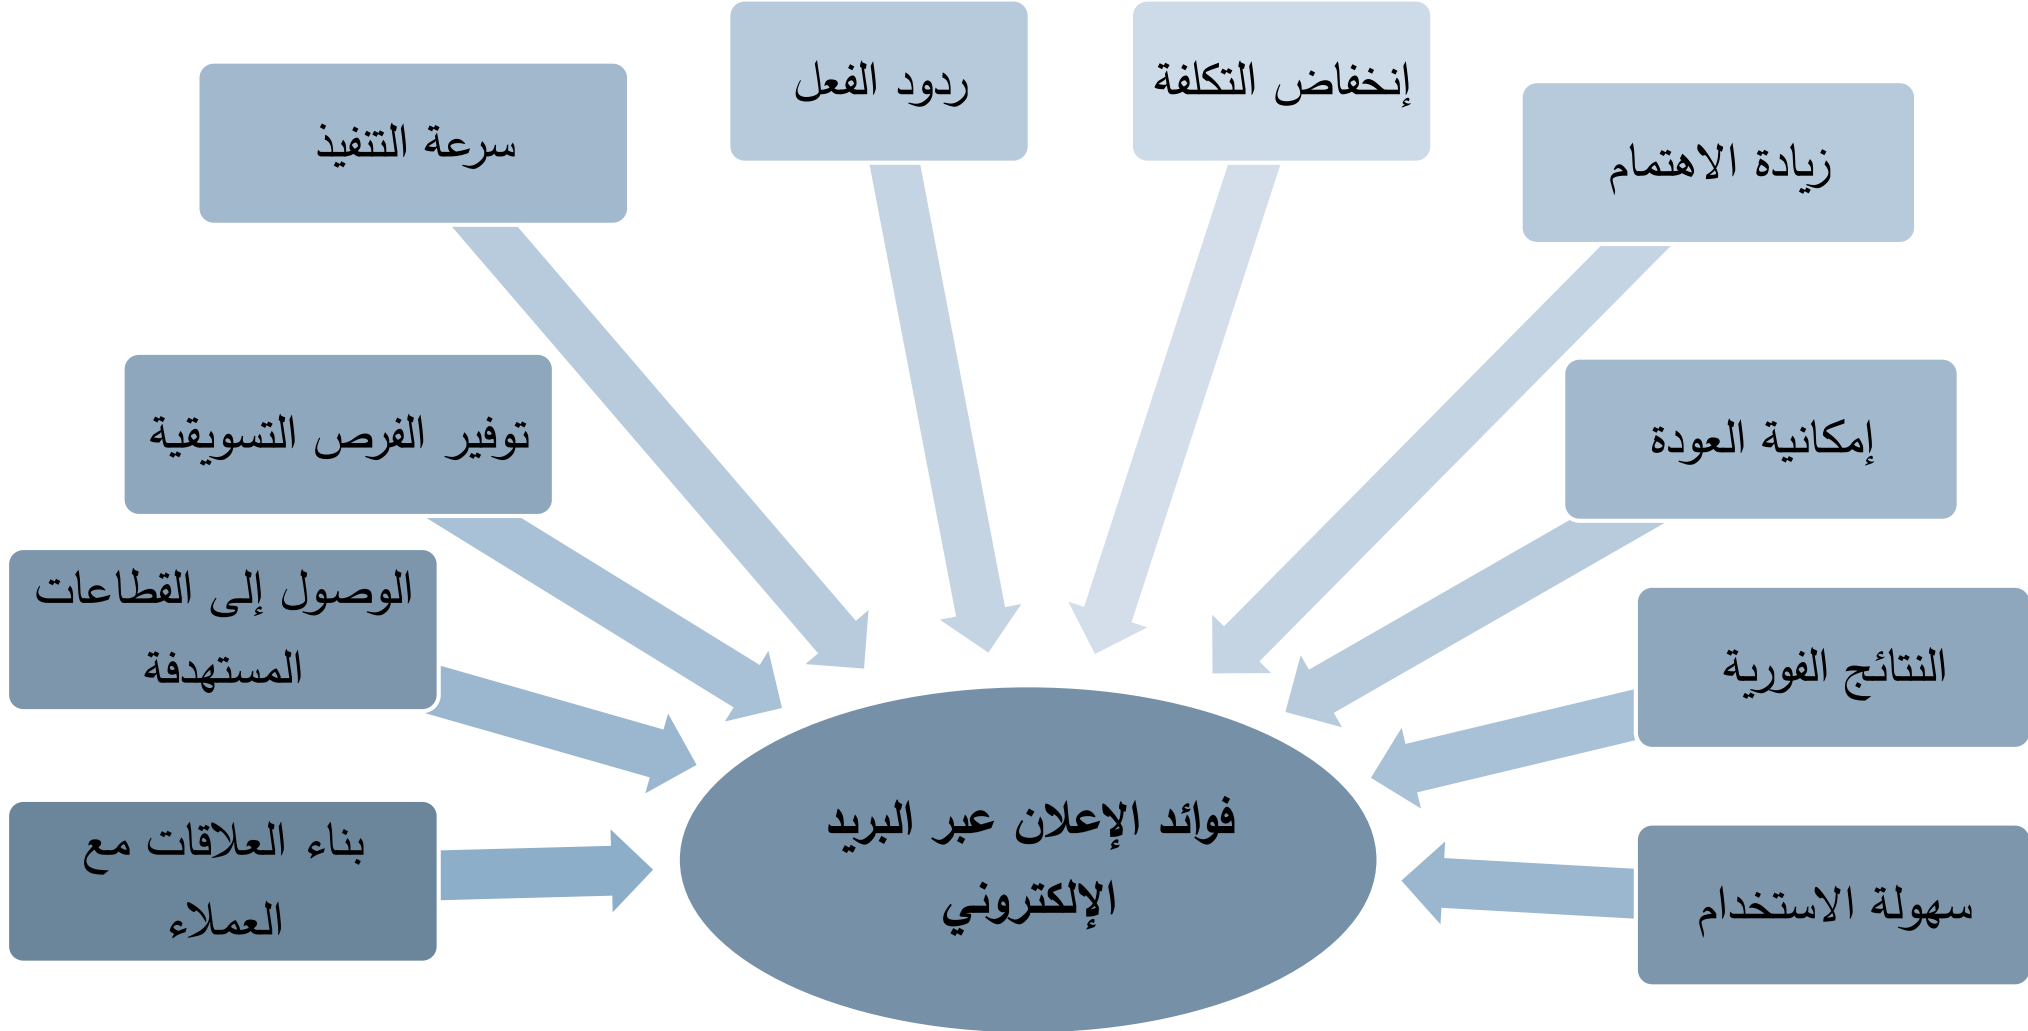 إنخفاض التكلفة
ردود الفعل
زيادة الاهتمام
سرعة التنفيذ
إمكانية العودة
توفير الفرص التسويقية
النتائج الفورية
الوصول إلى القطاعات
المستهدفة
سهولة الاستخدام
بناء العلاقات مع
العملاء
فوائد الإعلان عبر البريد
الإلكتروني